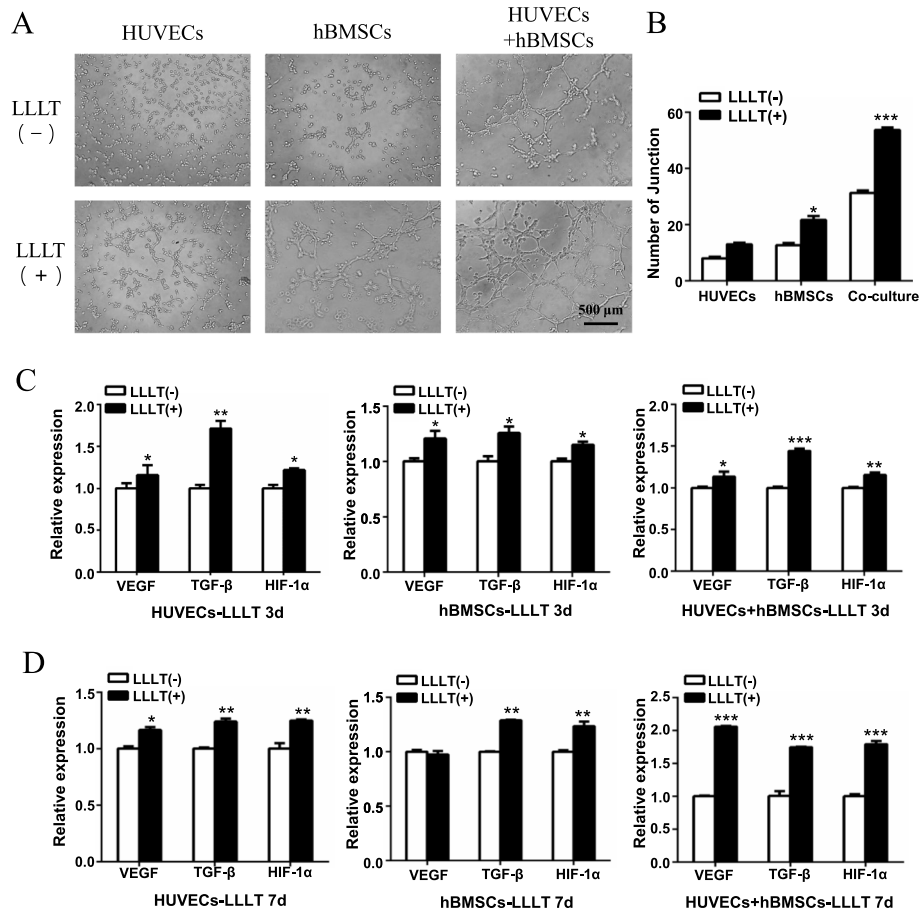 A
HUVECs
hBMSCs
HUVECs
+hBMSCs
LLLT
( − )
LLLT
( + )
500 μm
B
LLLT(-)
LLLT(+)
Number of Junction
60
40
20
0
*
***
HUVECs
hBMSCs
Co-culture
C
LLLT(-)
LLLT(+)
Relative expression
2.0
1.5
1.0
0.5
0.0
*
**
*
VEGF
TGF-β
HIF-1α
HUVECs-LLLT 3d
LLLT(-)
LLLT(+)
Relative expression
1.5
1.0
0.5
0.0
*
*
*
VEGF
TGF-β
HIF-1α
hBMSCs-LLLT 3d
LLLT(-)
LLLT(+)
Relative expression
2.0
1.5
1.0
0.5
0.0
*
***
**
VEGF
TGF-β
HIF-1α
HUVECs+hBMSCs-LLLT 3d
D
LLLT(-)
LLLT(+)
Relative expression
1.5
1.0
0.5
0.0
*
**
**
VEGF
TGF-β
HIF-1α
HUVECs-LLLT 7d
LLLT(-)
LLLT(+)
Relative expression
1.5
1.0
0.5
0.0
**
**
VEGF
TGF-β
HIF-1α
hBMSCs-LLLT 7d
LLLT(-)
LLLT(+)
Relative expression
2.5
2.0
1.5
1.0
0.5
0.0
***
***
***
VEGF
TGF-β
HIF-1α
HUVECs+hBMSCs-LLLT 7d